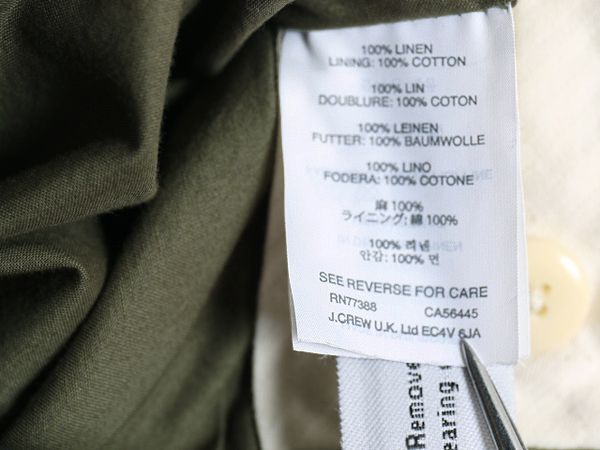 100% LINEN
LINING: 100% COTTON
100% LIN
DOUBLURE: 100% COTON
100% LEINEN
FUTTER: 100% BAUMWOLLE
100% LINO
FODERA: 100% COTONE
麻 100%
ライニング: 綿 100%
100% 리넨
안감: 100% 면
SEE REVERSE FOR CARE
RN77388 CA56445
J.CREW U.K. Ltd EC4V 6JA
Remove
earing